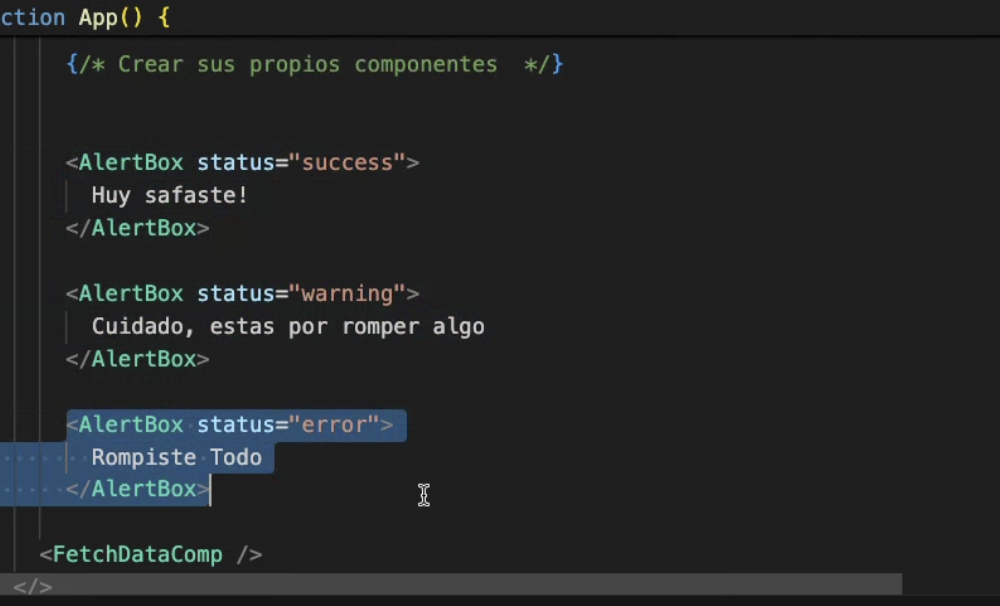 ction App() {
{/* Crear sus propios componentes  */}
<AlertBox status="success">
Huy safaste!
</AlertBox>
<AlertBox status="warning">
Cuidado, estas por romper algo
</AlertBox>
<AlertBox status="error">
Rompiste Todo
</AlertBox>
<FetchDataComp />
</>